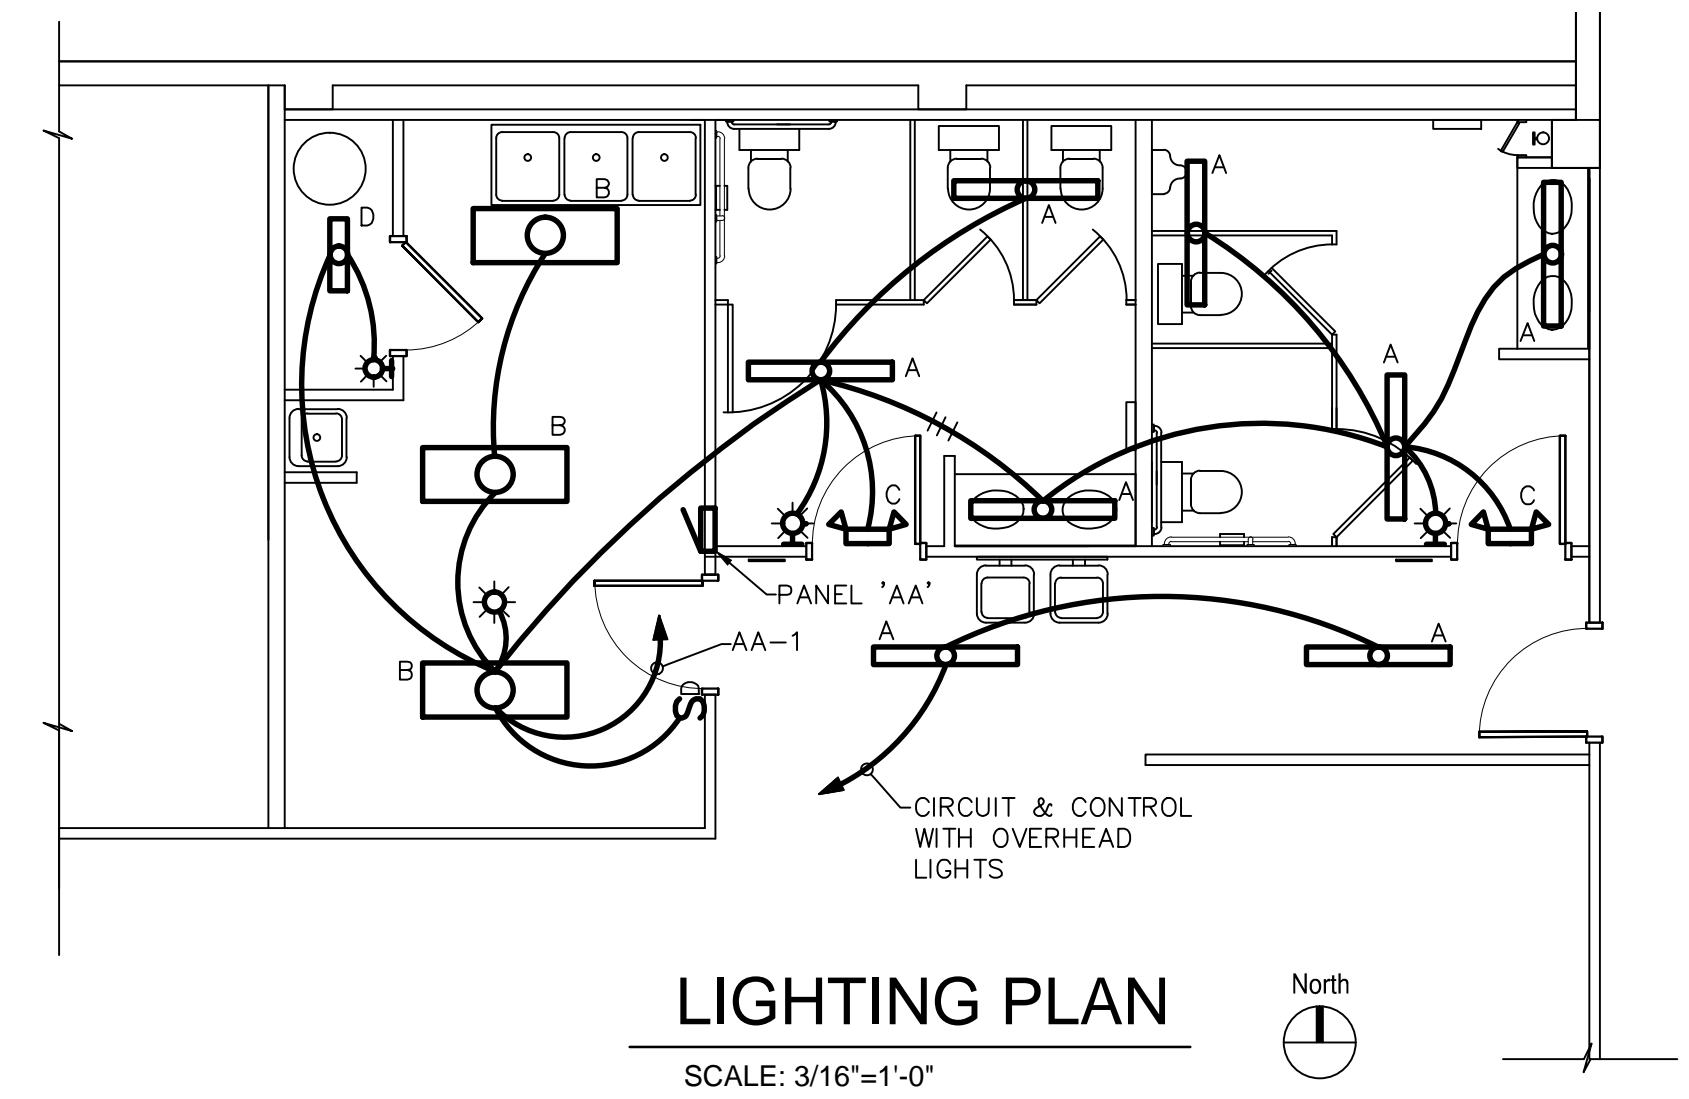 A
D
B
A
A
A
A
B
C
A
C
PANEL 'AA'
A
A
AA-1
B
S
CIRCUIT & CONTROL
WITH OVERHEAD
LIGHTS
LIGHTING PLAN
North
SCALE: 3/16"=1'-0"